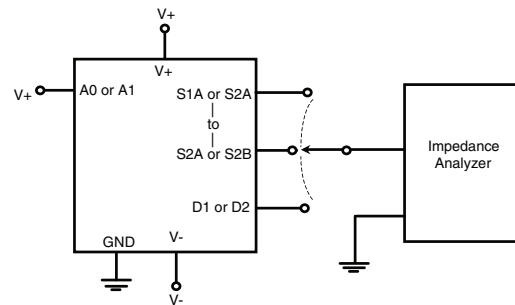 V+
V+
V+
A0 or A1
S1A or S2A
to
S2A or S2B
D1 or D2
GND
V-
V-
Impedance
Analyzer